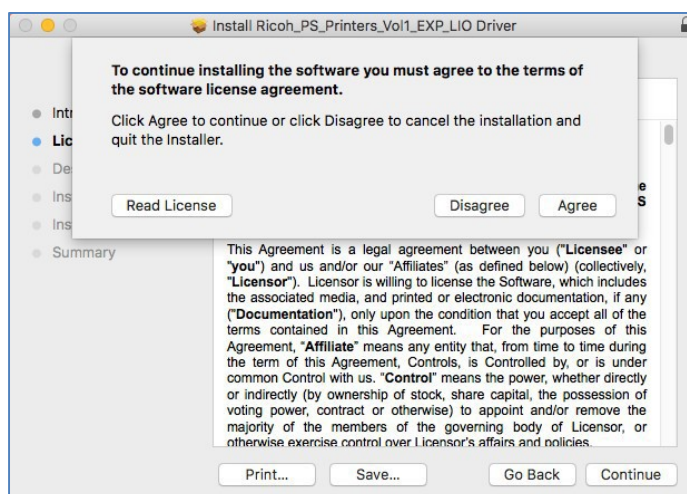 Install Ricoh_PS_Printers_Vol1_EXP_LIO Driver
To continue installing the software you must agree to the terms of
the software license agreement.
Click Agree to continue or click Disagree to cancel the installation and
quit the Installer.
Read License
Disagree
Agree
Intr
Lic
De
Ins
Ins
Summary
e
S
This Agreement is a legal agreement between you ("Licensee" or
"you") and us and/or our "Affiliates" (as defined below) (collectively,
"Licensor"). Licensor is willing to license the Software, which includes
the associated media, and printed or electronic documentation, if any
("Documentation"), only upon the condition that you accept all of the
terms contained in this Agreement. For the purposes of this
Agreement, "Affiliate" means any entity that, from time to time during
the term of this Agreement, Controls, is Controlled by, or is under
common Control with us. "Control" means the power, whether directly
or indirectly (by ownership of stock, share capital, the possession of
voting power, contract or otherwise) to appoint and/or remove the
majority of the members of the governing body of Licensor, or
otherwise exercise control over Licensor's affairs and policies.
Print...
Save...
Go Back
Continue